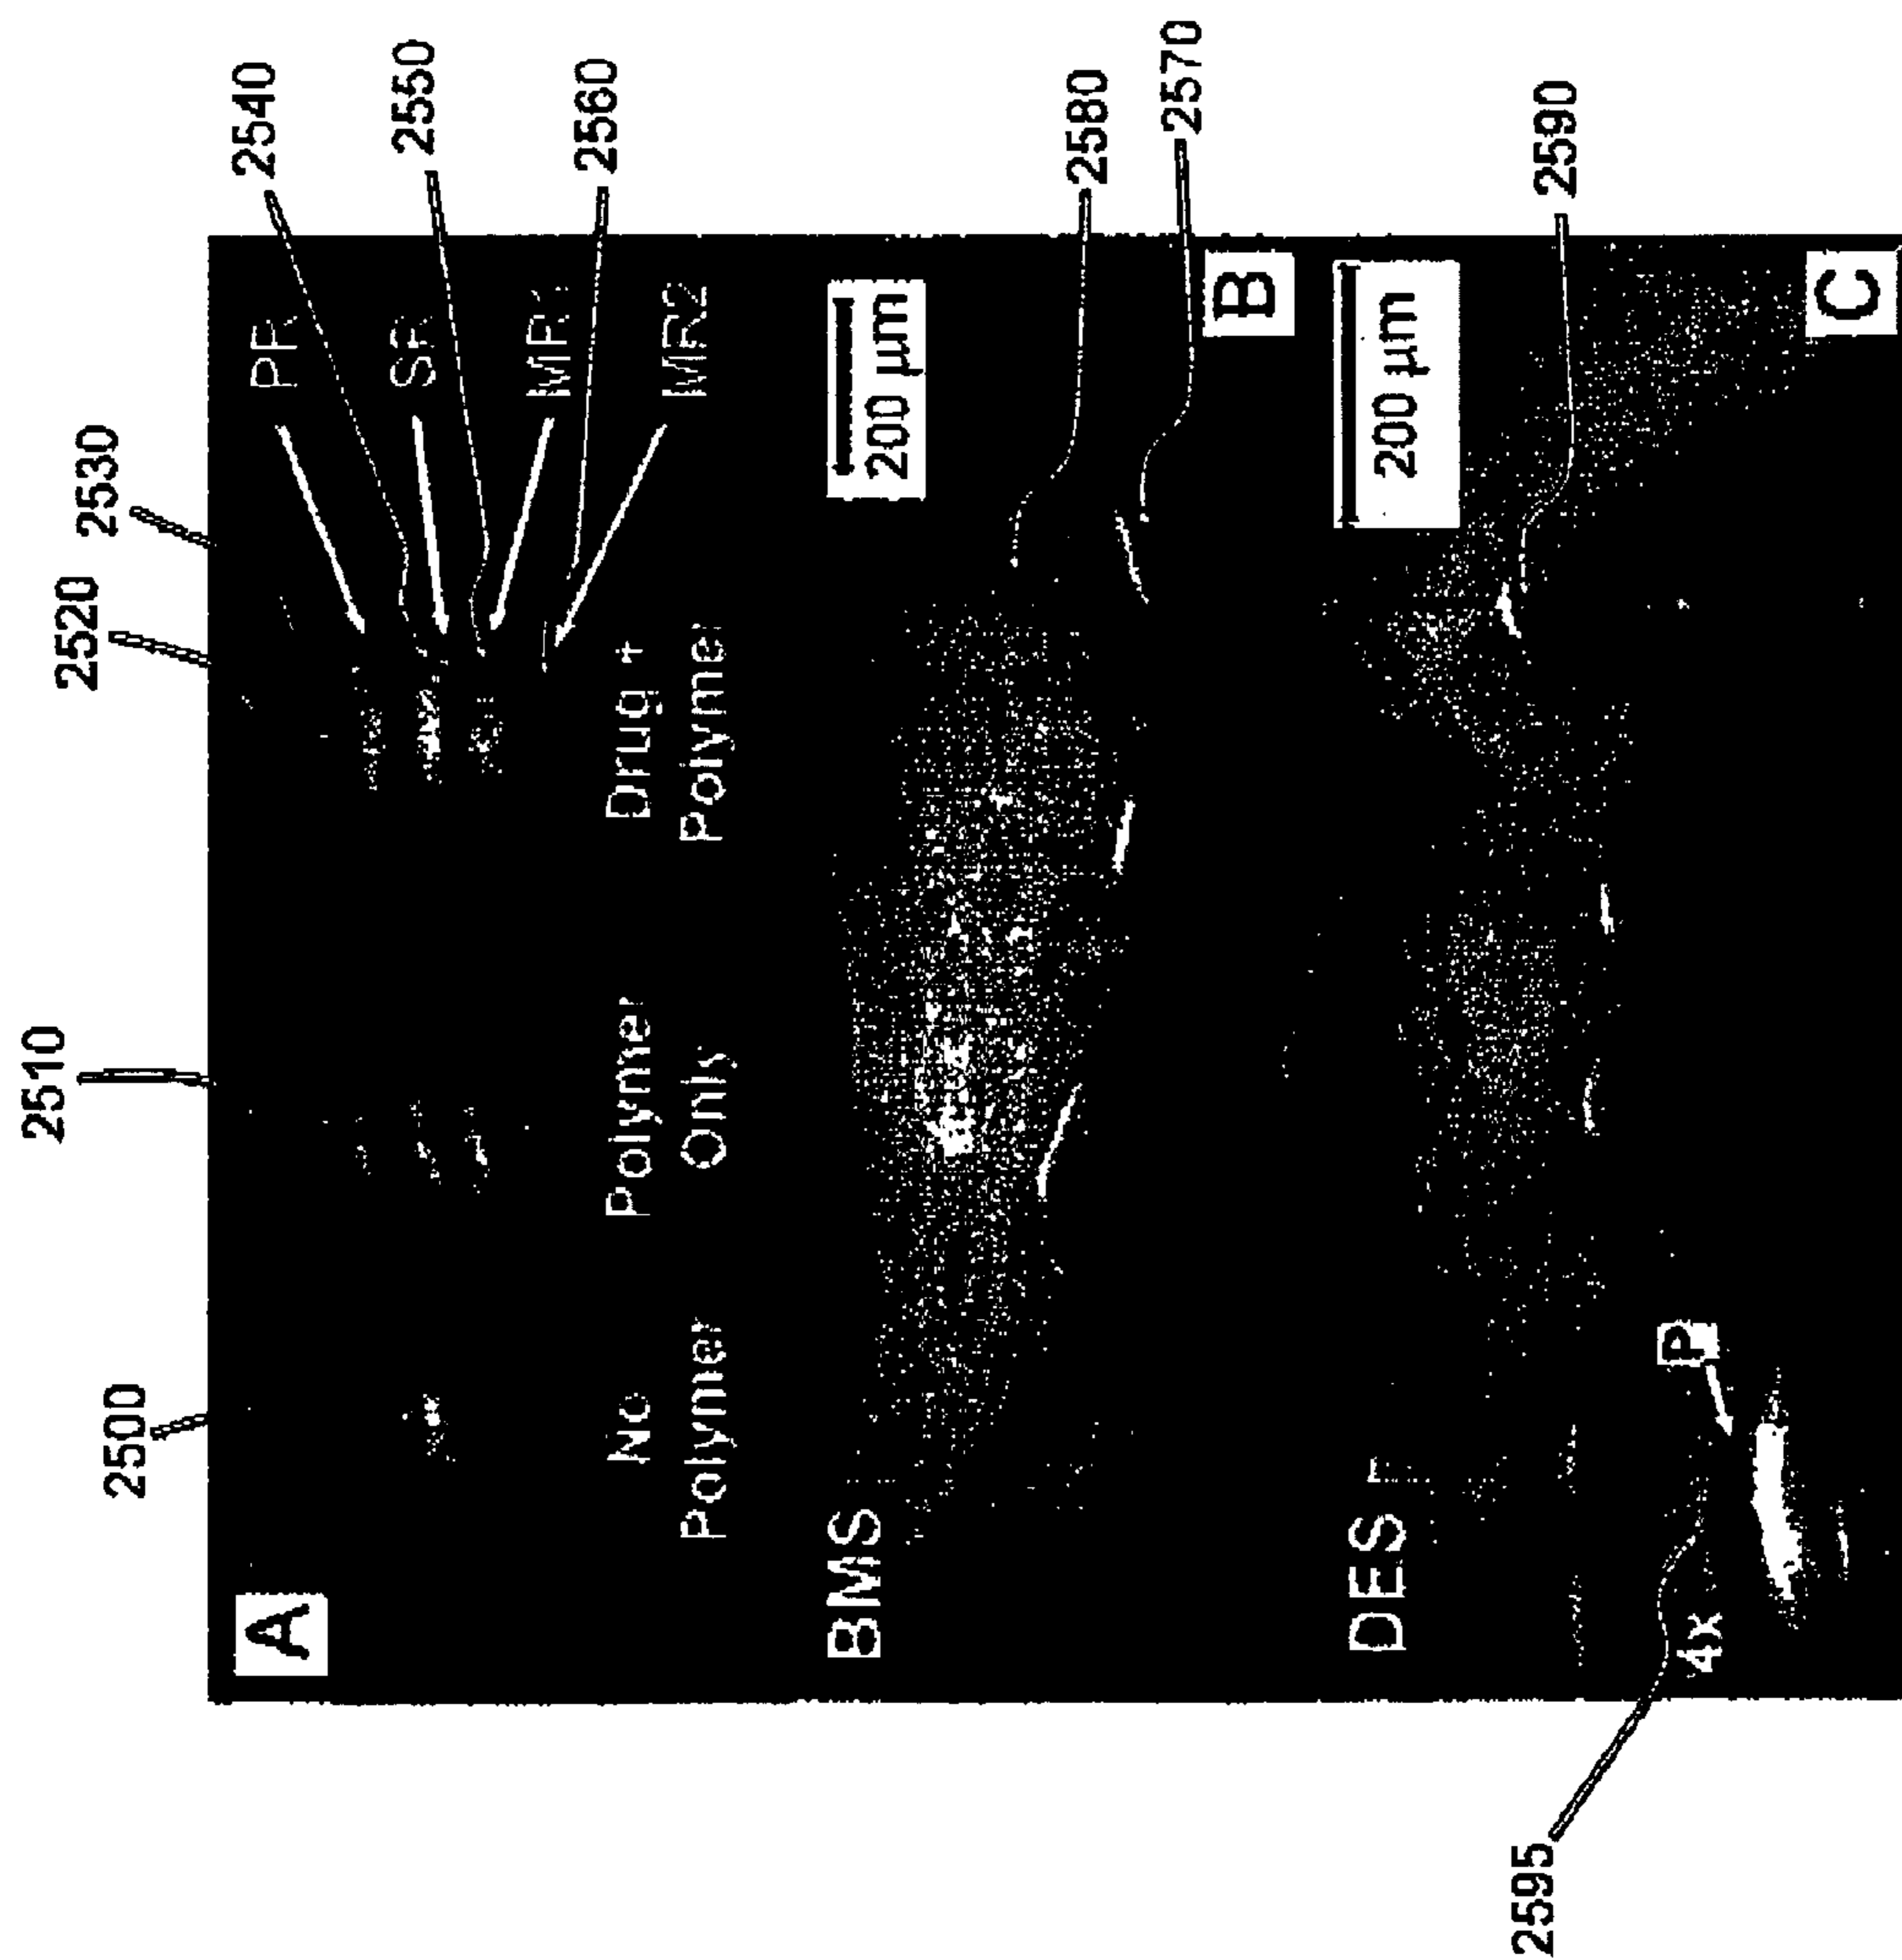 2500
2510
2520
2530
2540
2550
2560
A
PR
SR
MR1
MR2
No
Polymer
Polymer
Only
Drug +
Polymer
BMS
200 µm
2580
2570
B
DES
200 µm
2590
2595
4X
P
C